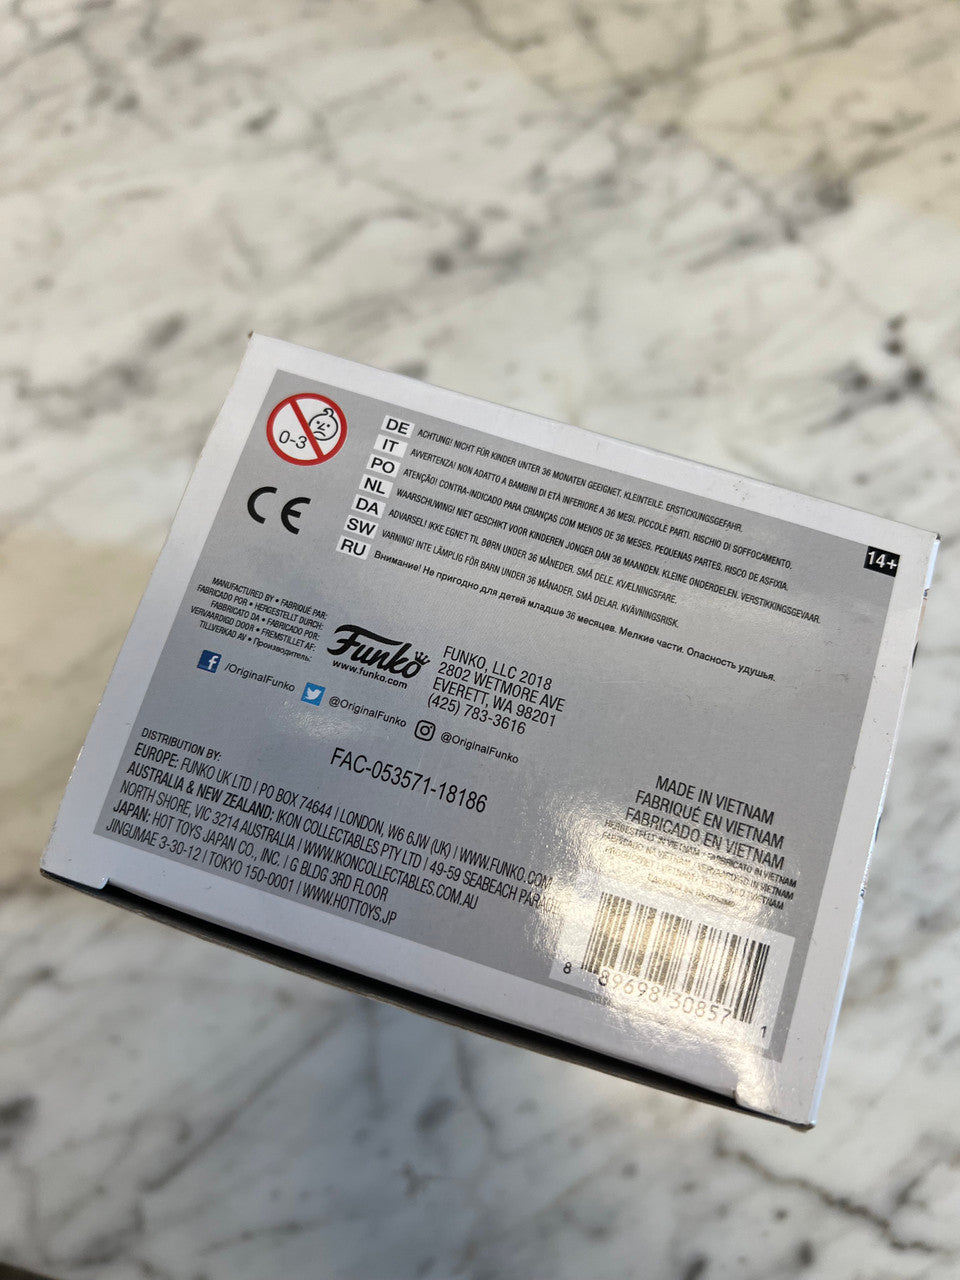 0-3
CE
DE ACHTUNG! NICHT FÜR KINDER UNTER 36 MONATEN GEEIGNET. KLEINTEILE. ERSTICKUNGSGEFAHR.
IT AVVERTENZA! NON ADATTO A BAMBINI DI ETÀ INFERIORE A 36 MESI. PICCOLE PARTI. RISCHIO DI SOFFOCAMENTO.
PO ATENÇÃO! CONTRA-INDICADO PARA CRIANÇAS COM MENOS DE 36 MESES. PEQUENAS PARTES. RISCO DE ASFIXIA.
NL WAARSCHUWING! NIET GESCHIKT VOOR KINDEREN JONGER DAN 36 MAANDEN. KLEINE ONDERDELEN. VERSTIKKINGSGEVAAR.
DA ADVARSEL! IKKE EGNET TIL BØRN UNDER 36 MÅNEDER. SMÅ DELE. KVÆLNINGSFARE.
SW VARNING! INTE LÄMPLIG FÖR BARN UNDER 36 MÅNADER. SMÅ DELAR. KVÄVNINGSRISK.
RU Внимание! Не пригодно для детей младше 36 месяцев. Мелкие части. Опасность удушья.
14+
MANUFACTURED BY • FABRIQUÉ PAR:
FABRICADO POR • HERGESTELLT DURCH:
FABBRICATO DA • FABRICADO POR:
VERVAARDIGD DOOR • FREMSTILLET AF:
TILLVERKAD AV • Производитель:
Funko
www.funko.com
FUNKO, LLC 2018
2802 WETMORE AVE
EVERETT, WA 98201
(425) 783-3616
/OriginalFunko
@OriginalFunko
@OriginalFunko
FAC-053571-18186
DISTRIBUTION BY:
EUROPE: FUNKO UK LTD | PO BOX 74644 | LONDON, W6 6JW (UK) | WWW.FUNKO.COM
AUSTRALIA & NEW ZEALAND: IKON COLLECTABLES PTY LTD | 49-59 SEABEACH
NORTH SHORE, VIC 3214 AUSTRALIA | WWW.IKONCOLLECTABLES.COM.AU
JAPAN: HOT TOYS JAPAN CO., INC. | G BLDG 3RD FLOOR
JINGUMAE 3-30-12 | TOKYO 150-0001 | WWW.HOTTOYS.JP
MADE IN VIETNAM
FABRIQUÉ EN VIETNAM
FABRICADO EN VIETNAM
8 89698 30857 1